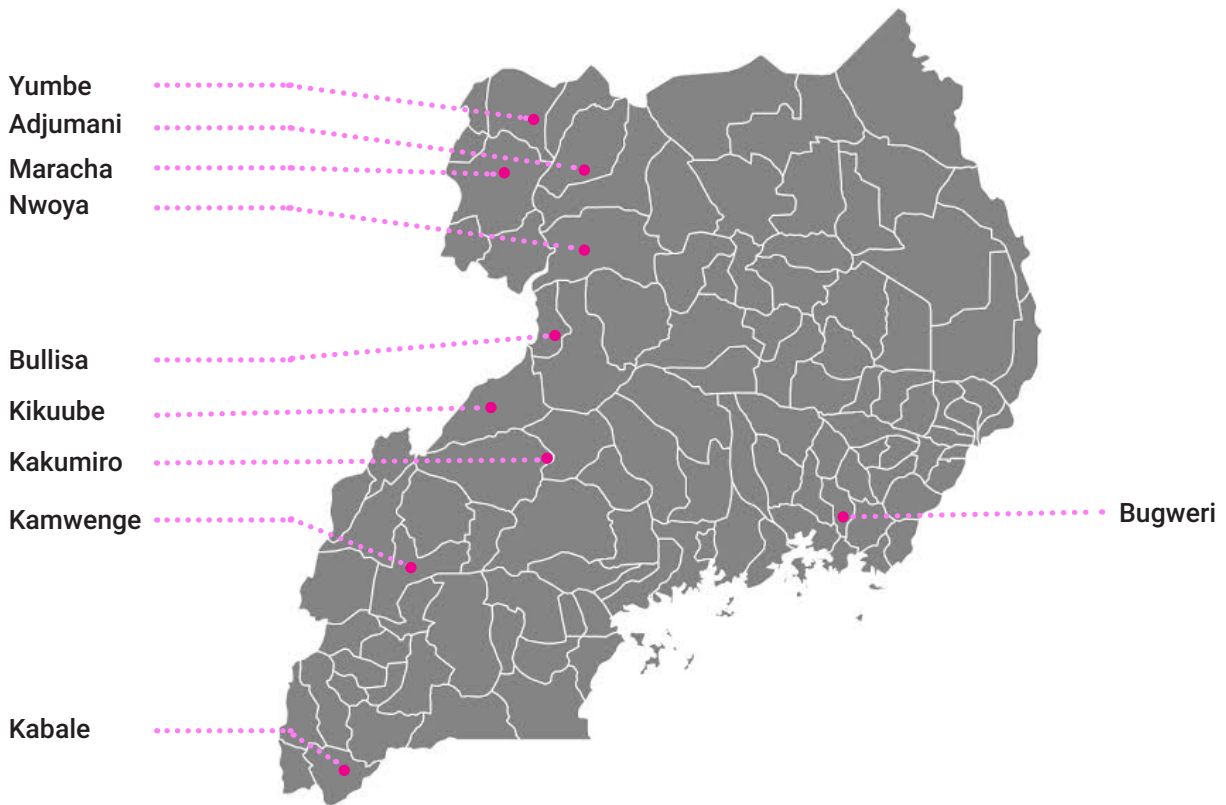 Yumbe
Adjumani
Maracha
Nwoya
Bullisa
Kikuube
Kakumiro
Kamwenge
Bugweri
Kabale